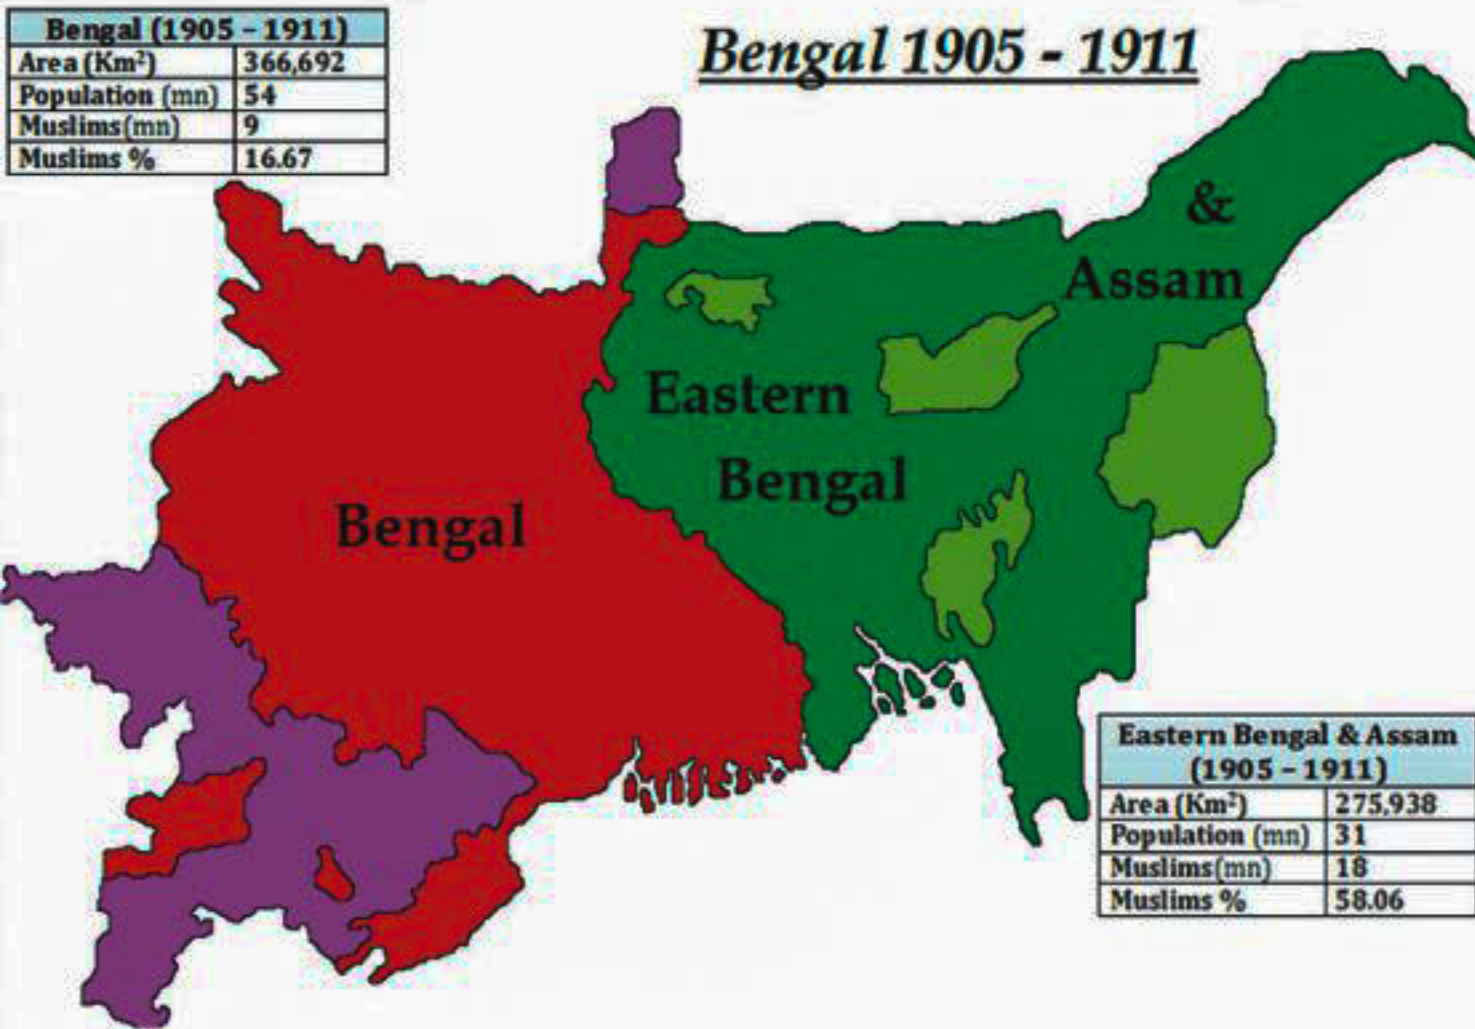 Bengal (1905 – 1911)
Area (Km²) 366,692
Population (mn) 54
Muslims(mn) 9
Muslims % 16.67
Bengal 1905 - 1911
&
Assam
Eastern
Bengal
Bengal
Eastern Bengal & Assam
(1905 – 1911)
Area (Km²) 275,938
Population (mn) 31
Muslims(mn) 18
Muslims % 58.06